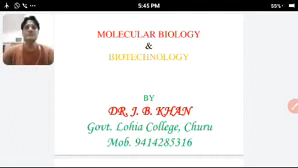 5:45 PM
55%
MOLECULAR BIOLOGY
&
BIOTECHNOLOGY
BY
DR. J. B. KHAN
Govt. Lohia College, Churu
Mob. 9414285316